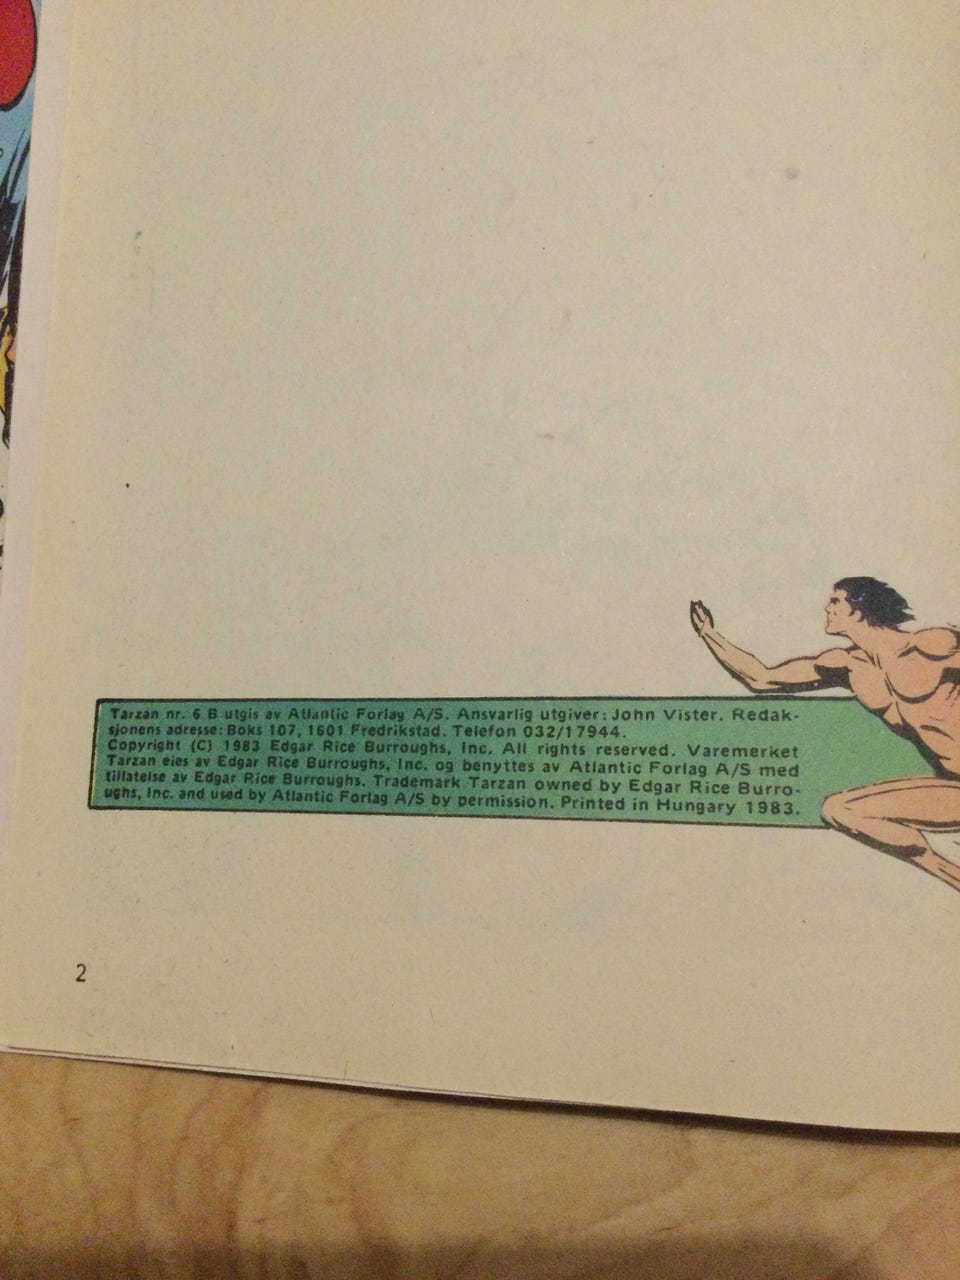 Tarzan nr. 6 B utgis av Atlantic Forlag A/S. Ansvarlig utgiver: John Vister. Redak-
sjonens adresse: Boks 107, 1601 Fredrikstad. Telefon 032/17944.
Copyright (C) 1983 Edgar Rice Burroughs, Inc. All rights reserved. Varemerket
Tarzan eies av Edgar Rice Burroughs, Inc. og benyttes av Atlantic Forlag A/S med
tillatelse av Edgar Rice Burroughs. Trademark Tarzan owned by Edgar Rice Burro-
ughs, Inc. and used by Atlantic Forlag A/S by permission. Printed in Hungary 1983.
2